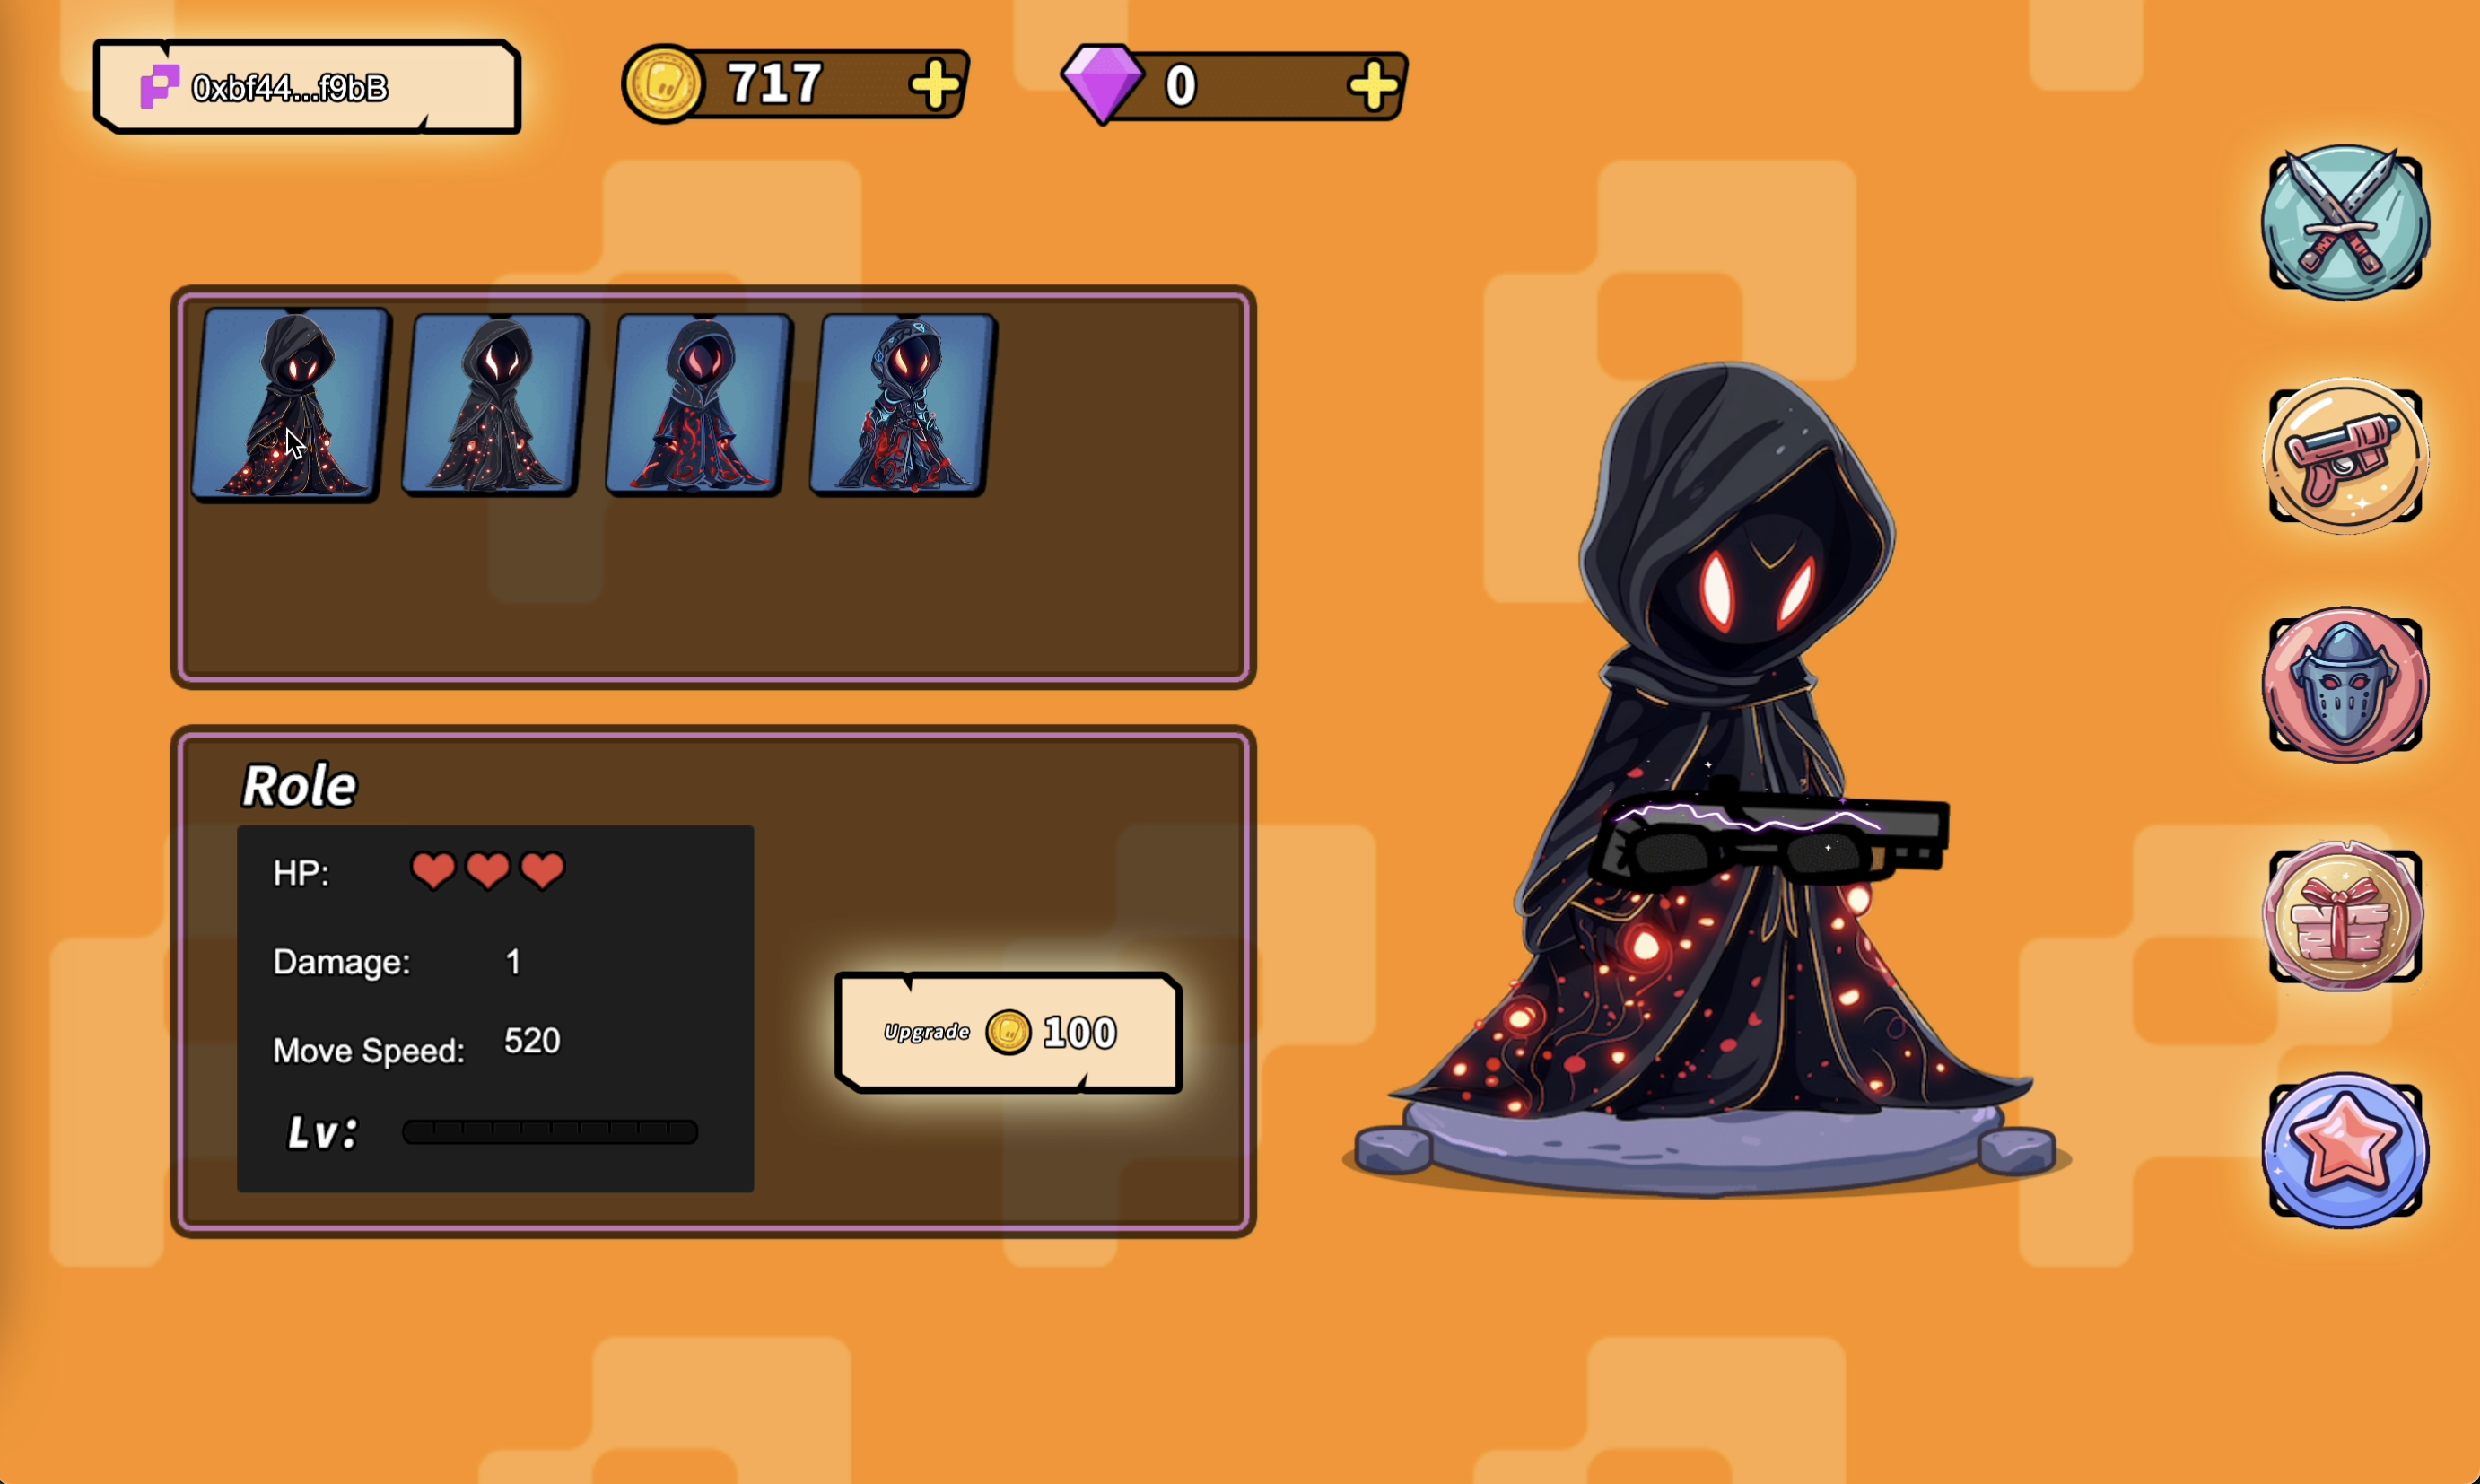 0xbf44...f9bB
717
0
Role
HP:
Damage: 1
Move Speed: 520
Lv:
Upgrade 100